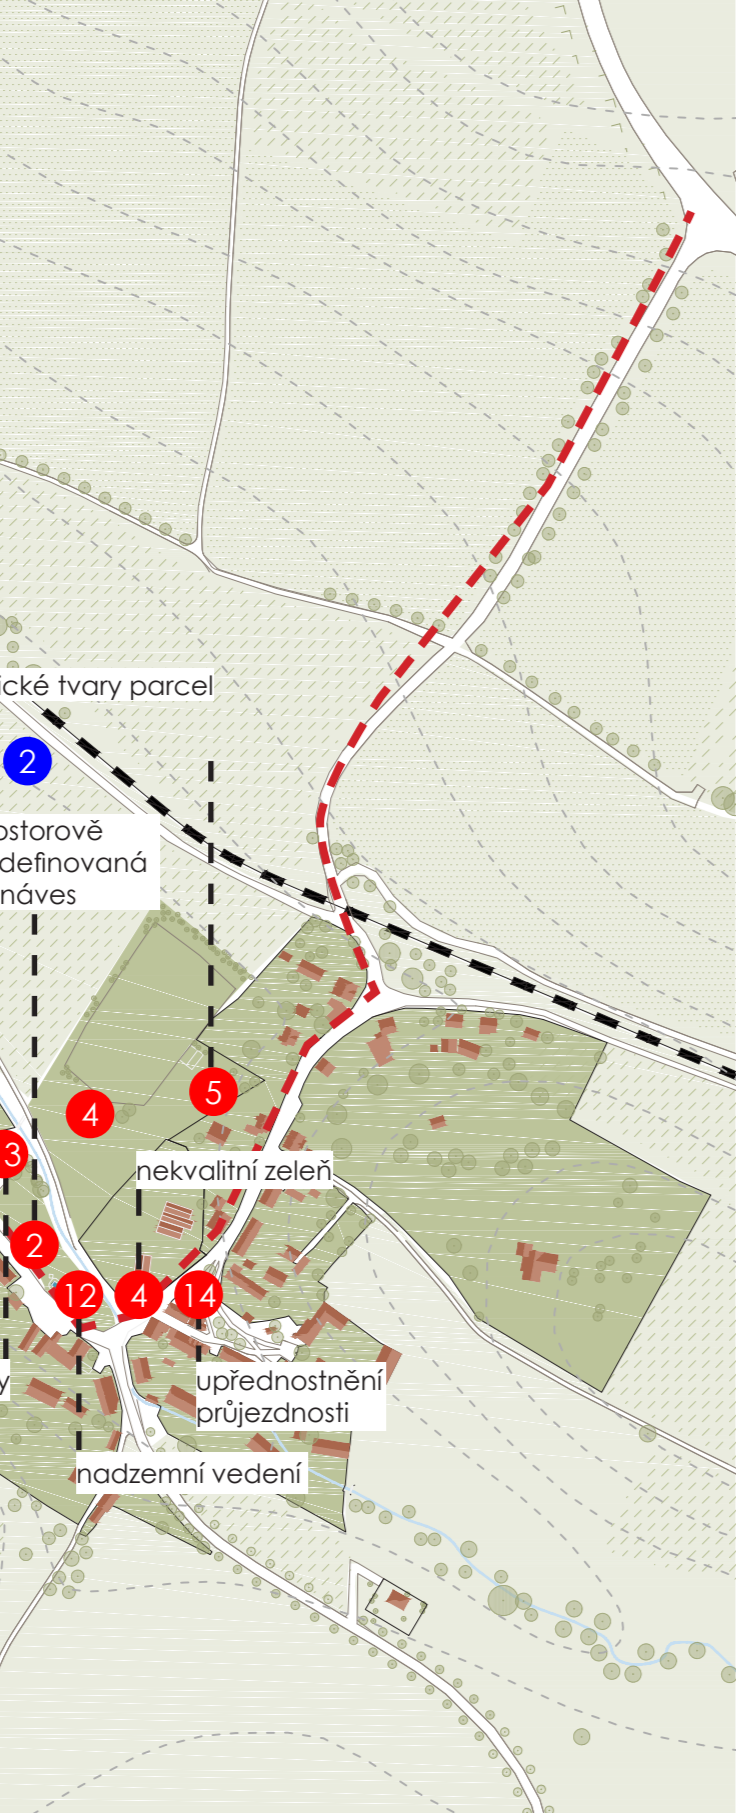 ické tvary parcel
2
ostorově
definovaná
náves
5
4
3
nekvalitní zeleň
2
12
4
14
y
upřednostnění
průjezdnosti
nadzemní vedení